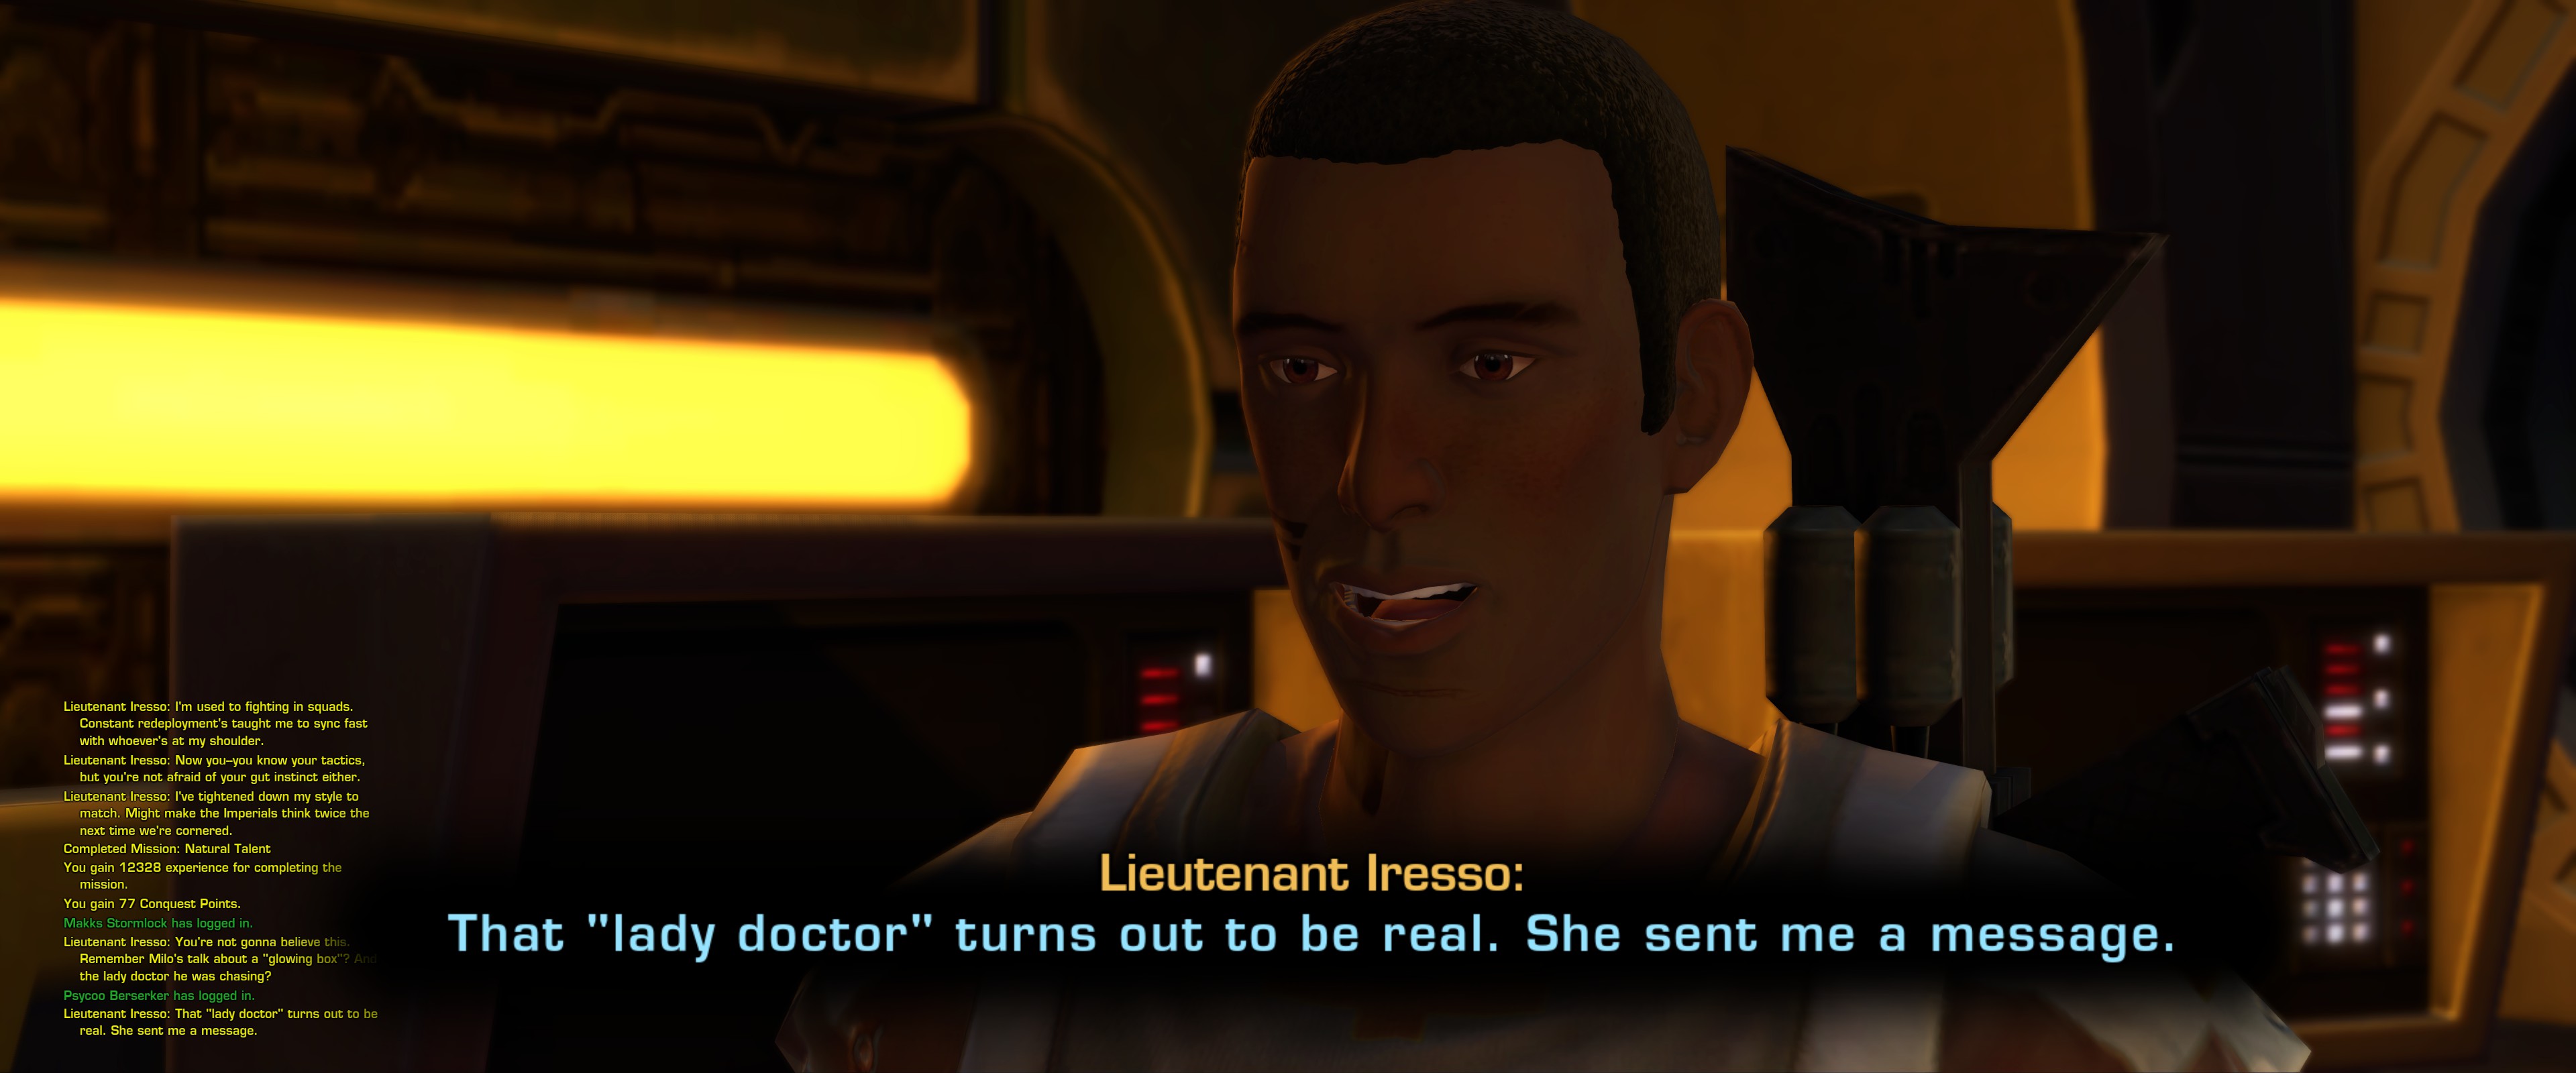 Lieutenant Iresso: I'm used to fighting in squads.
Constant redeployment's taught me to sync fast
with whoever's at my shoulder.
Lieutenant Iresso: Now you–you know your tactics,
but you're not afraid of your gut instinct either.
Lieutenant Iresso: I've tightened down my style to
match. Might make the Imperials think twice the
next time we're cornered.
Completed Mission: Natural Talent
You gain 12328 experience for completing the
mission.
You gain 77 Conquest Points.
Makks Stormlock has logged in.
Lieutenant Iresso: You're not gonna believe this.
Remember Milo's talk about a "glowing box"? And
the lady doctor he was chasing?
Psycoo Berserker has logged in.
Lieutenant Iresso: That "lady doctor" turns out to be
real. She sent me a message.
Lieutenant Iresso:
That "lady doctor" turns out to be real. She sent me a message.